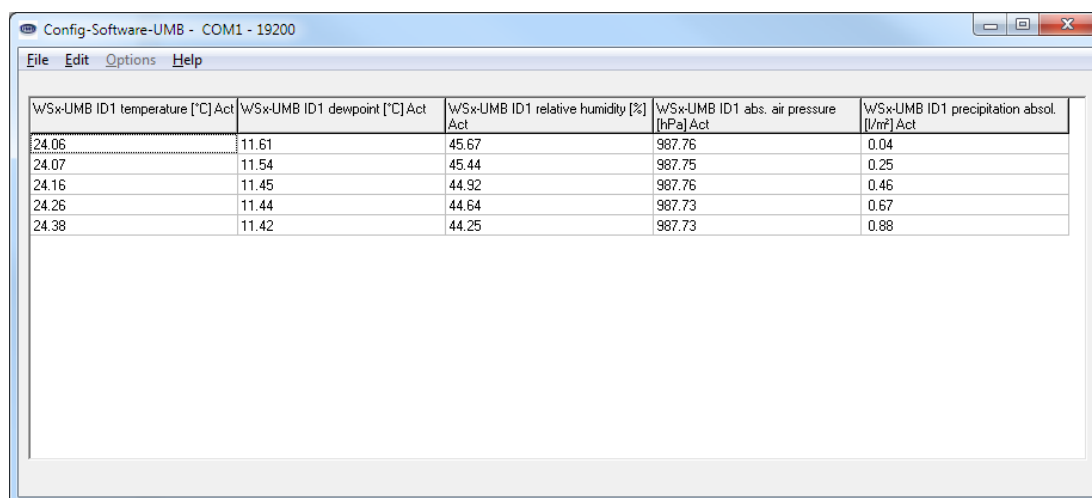 Config-Software-UMB - COM1 - 19200
File Edit Options Help
WSx-UMB ID1 temperature [°C] Act WSx-UMB ID1 dewpoint [°C] Act WSx-UMB ID1 relative humidity [%] Act WSx-UMB ID1 abs. air pressure [hPa] Act WSx-UMB ID1 precipitation absol. [l/m²] Act
24.06 11.61 45.67 987.76 0.04
24.07 11.54 45.44 987.75 0.25
24.16 11.45 44.92 987.76 0.46
24.26 11.44 44.64 987.73 0.67
24.38 11.42 44.25 987.73 0.88